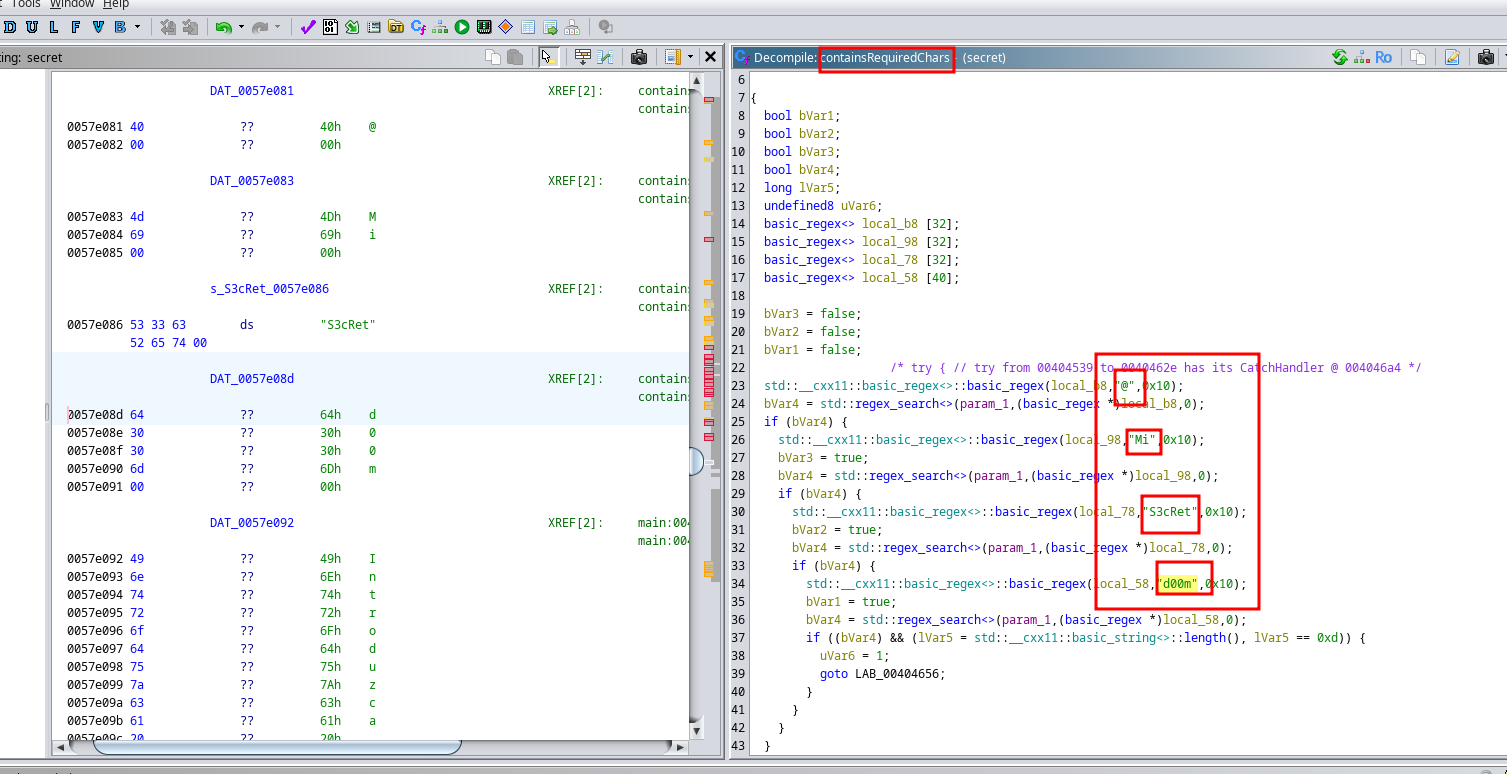 Tools Window Help
D U L F V B
ting: secret
DAT_0057e081 XREF[2]: contain
contain
0057e081 40 ?? 40h @
0057e082 00 ?? 00h
DAT_0057e083 XREF[2]: contain
contain
0057e083 4d ?? 4Dh M
0057e084 69 ?? 69h i
0057e085 00 ?? 00h
s_S3cRet_0057e086 XREF[2]: contain
contain
0057e086 53 33 63 ds "S3cRet"
52 65 74 00
DAT_0057e08d XREF[2]: contain
contain
0057e08d 64 ?? 64h d
0057e08e 30 ?? 30h 0
0057e08f 30 ?? 30h 0
0057e090 6d ?? 6Dh m
0057e091 00 ?? 00h
DAT_0057e092 XREF[2]: main:004
main:004
0057e092 49 ?? 49h I
0057e093 6e ?? 6Eh n
0057e094 74 ?? 74h t
0057e095 72 ?? 72h r
0057e096 6f ?? 6Fh o
0057e097 64 ?? 64h d
0057e098 75 ?? 75h u
0057e099 7a ?? 7Ah z
0057e09a 63 ?? 63h c
0057e09b 61 ?? 61h a
0057e09c 20 ?? 20h
Decompile: containsRequiredChars - (secret) Ro
6
7 {
8 bool bVar1;
9 bool bVar2;
10 bool bVar3;
11 bool bVar4;
12 long lVar5;
13 undefined8 uVar6;
14 basic_regex<> local_b8 [32];
15 basic_regex<> local_98 [32];
16 basic_regex<> local_78 [32];
17 basic_regex<> local_58 [40];
18
19 bVar3 = false;
20 bVar2 = false;
21 bVar1 = false;
22 /* try { // try from 00404539 to 0040462e has its CatchHandler @ 004046a4 */
23 std::__cxx11::basic_regex<>::basic_regex(local_b8,"@",0x10);
24 bVar4 = std::regex_search<>(param_1,(basic_regex *)local_b8,0);
25 if (bVar4) {
26 std::__cxx11::basic_regex<>::basic_regex(local_98,"Mi",0x10);
27 bVar3 = true;
28 bVar4 = std::regex_search<>(param_1,(basic_regex *)local_98,0);
29 if (bVar4) {
30 std::__cxx11::basic_regex<>::basic_regex(local_78,"S3cRet",0x10);
31 bVar2 = true;
32 bVar4 = std::regex_search<>(param_1,(basic_regex *)local_78,0);
33 if (bVar4) {
34 std::__cxx11::basic_regex<>::basic_regex(local_58,"d00m",0x10);
35 bVar1 = true;
36 bVar4 = std::regex_search<>(param_1,(basic_regex *)local_58,0);
37 if ((bVar4) && (lVar5 = std::__cxx11::basic_string<>::length(), lVar5 == 0xd)) {
38 uVar6 = 1;
39 goto LAB_00404656;
40 }
41 }
42 }
43 }